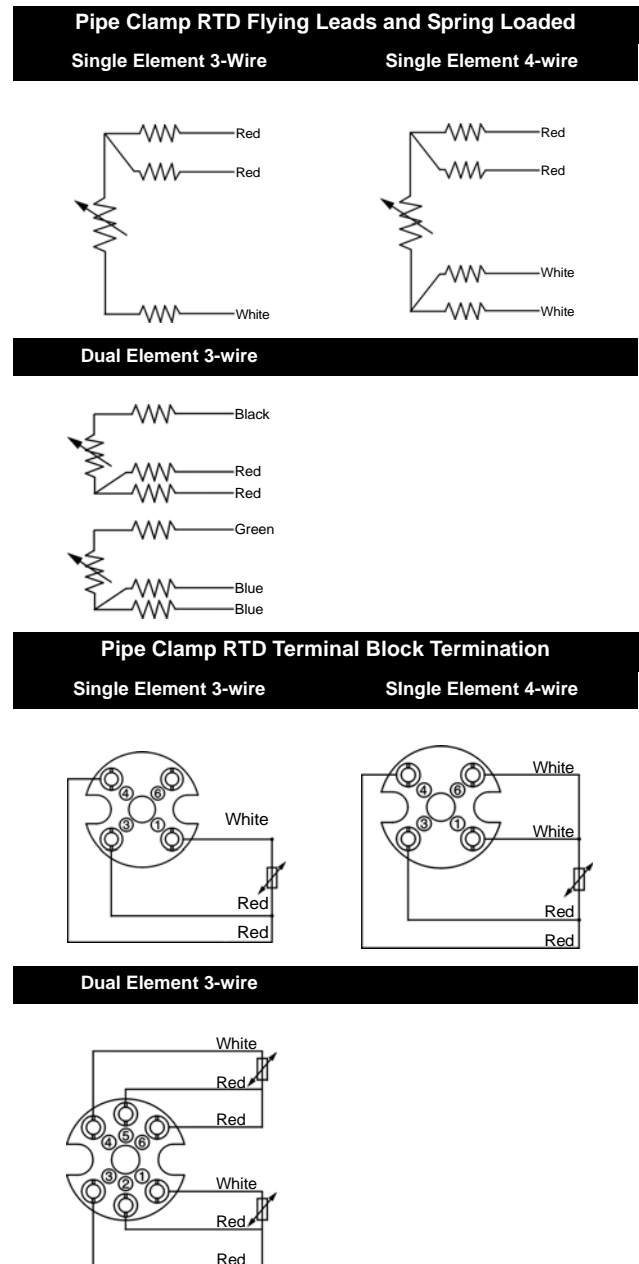 Pipe Clamp RTD Flying Leads and Spring Loaded
Single Element 3-Wire
Single Element 4-wire
Red
Red
White
Red
Red
White
White
Dual Element 3-wire
Black
Red
Red
Green
Blue
Blue
Pipe Clamp RTD Terminal Block Termination
Single Element 3-wire
SIngle Element 4-wire
4 6
3 1
White
Red
Red
4 6
3 1
White
White
Red
Red
Dual Element 3-wire
White
Red
Red
4 5 6
3 2 1
White
Red
Red